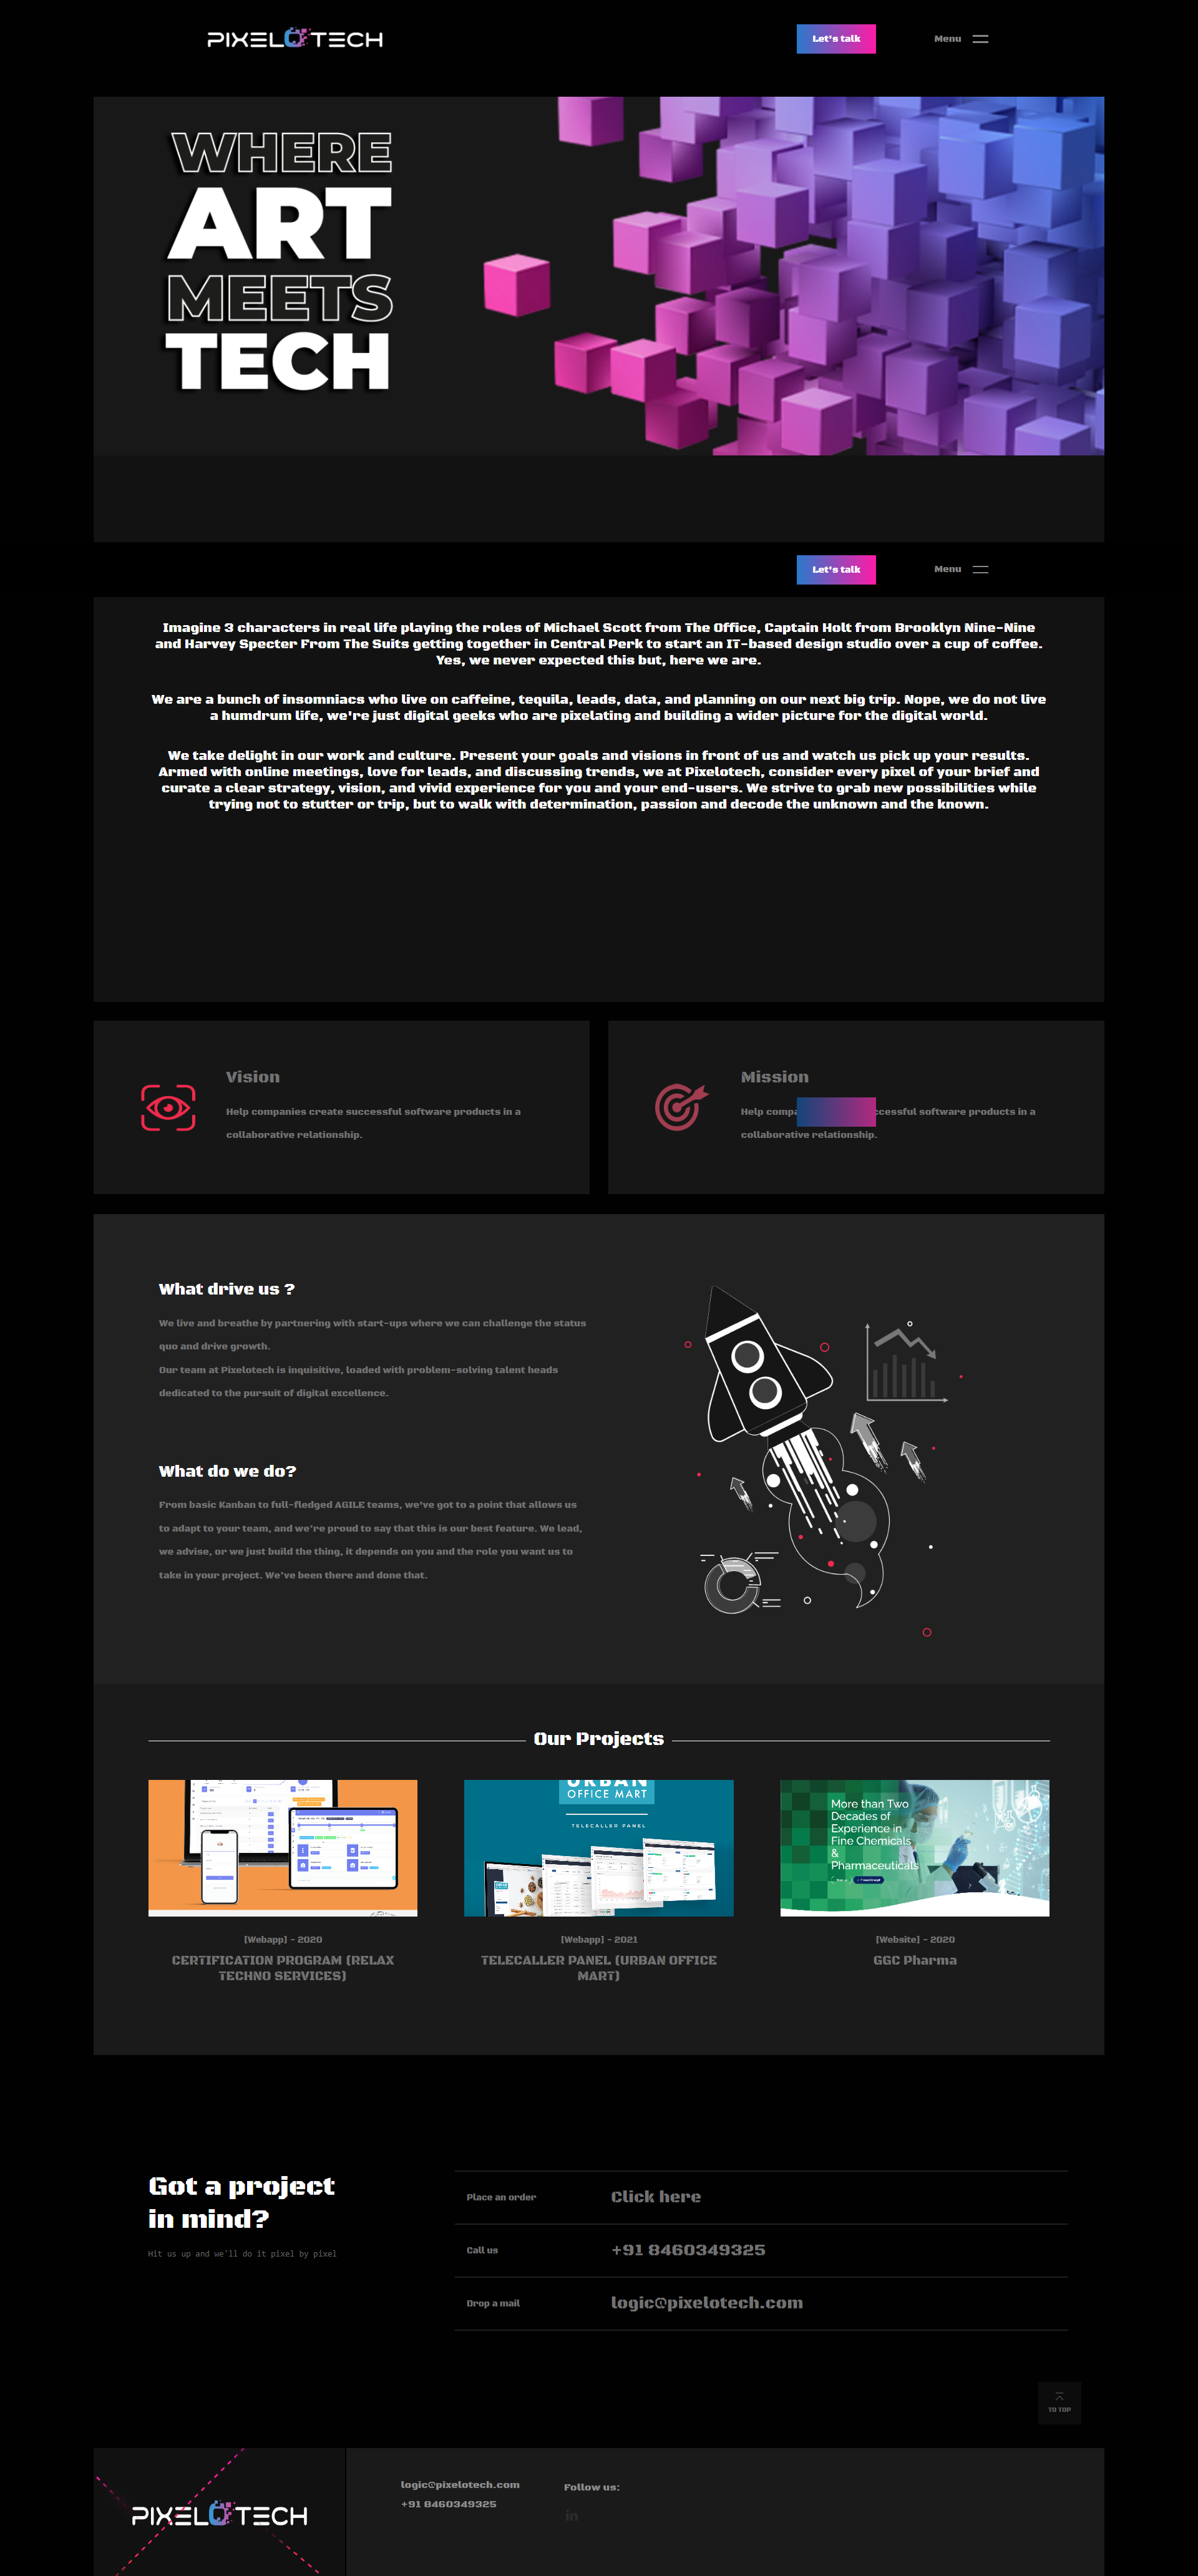 PIXELOTECH
Let's talk
Menu
WHERE
ART
MEETS
TECH
Let's talk
Menu
Imagine 3 characters in real life playing the roles of Michael Scott from The Office, Captain Holt from Brooklyn Nine-Nine
and Harvey Specter From The Suits getting together in Central Perk to start an IT-based design studio over a cup of coffee.
Yes, we never expected this but, here we are.
We are a bunch of insomniacs who live on caffeine, tequila, leads, data, and planning on our next big trip. Nope, we do not live
a humdrum life, we're just digital geeks who are pixelating and building a wider picture for the digital world.
We take delight in our work and culture. Present your goals and visions in front of us and watch us pick up your results.
Armed with online meetings, love for leads, and discussing trends, we at Pixelotech, consider every pixel of your brief and
curate a clear strategy, vision, and vivid experience for you and your end-users. We strive to grab new possibilities while
trying not to stutter or trip, but to walk with determination, passion and decode the unknown and the known.
Vision
Help companies create successful software products in a
collaborative relationship.
Mission
Help compa ccessful software products in a
collaborative relationship.
What drive us ?
We live and breathe by partnering with start-ups where we can challenge the status
quo and drive growth.
Our team at Pixelotech is inquisitive, loaded with problem-solving talent heads
dedicated to the pursuit of digital excellence.
What do we do?
From basic Kanban to full-fledged AGILE teams, we've got to a point that allows us
to adapt to your team, and we're proud to say that this is our best feature. We lead,
we advise, or we just build the thing, it depends on you and the role you want us to
take in your project. We've been there and done that.
Our Projects
URBAN
OFFICE MART
TELECALLER PANEL
More than Two
Decades of
Experience in
Fine Chemicals
&
Pharmaceuticals
[Webapp] - 2020
CERTIFICATION PROGRAM (RELAX
TECHNO SERVICES)
[Webapp] - 2021
TELECALLER PANEL (URBAN OFFICE
MART)
[Website] - 2020
GGC Pharma
Got a project
in mind?
Hit us up and we'll do it pixel by pixel
Place an order
Click here
Call us
+91 8460349325
Drop a mail
logic@pixelotech.com
TO TOP
PIXELOTECH
logic@pixelotech.com
+91 8460349325
Follow us:
in